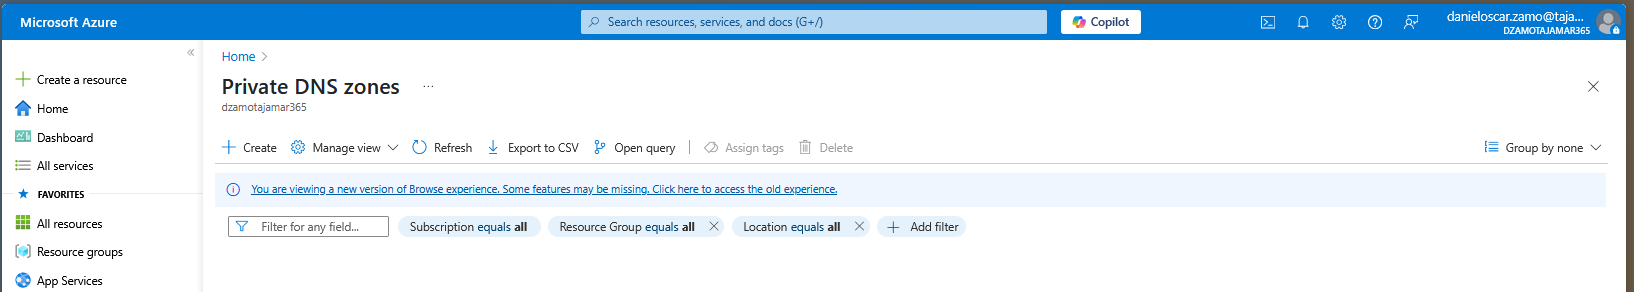 Microsoft Azure
Search resources, services, and docs (G+/)
Copilot
danieloscar.zamo@taja...
DZAMOTAJAMAR365
Create a resource
Home
Dashboard
All services
FAVORITES
All resources
Resource groups
App Services
Home
Private DNS zones
dzamotajamar365
Create
Manage view
Refresh
Export to CSV
Open query
Assign tags
Delete
Group by none
You are viewing a new version of Browse experience. Some features may be missing. Click here to access the old experience.
Filter for any field...
Subscription equals all
Resource Group equals all
Location equals all
Add filter